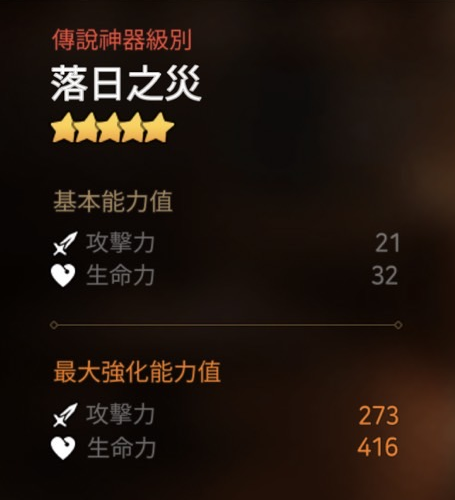 傳說神器級別
落日之災
基本能力值
攻擊力 21
生命力 32
最大強化能力值
攻擊力 273
生命力 416